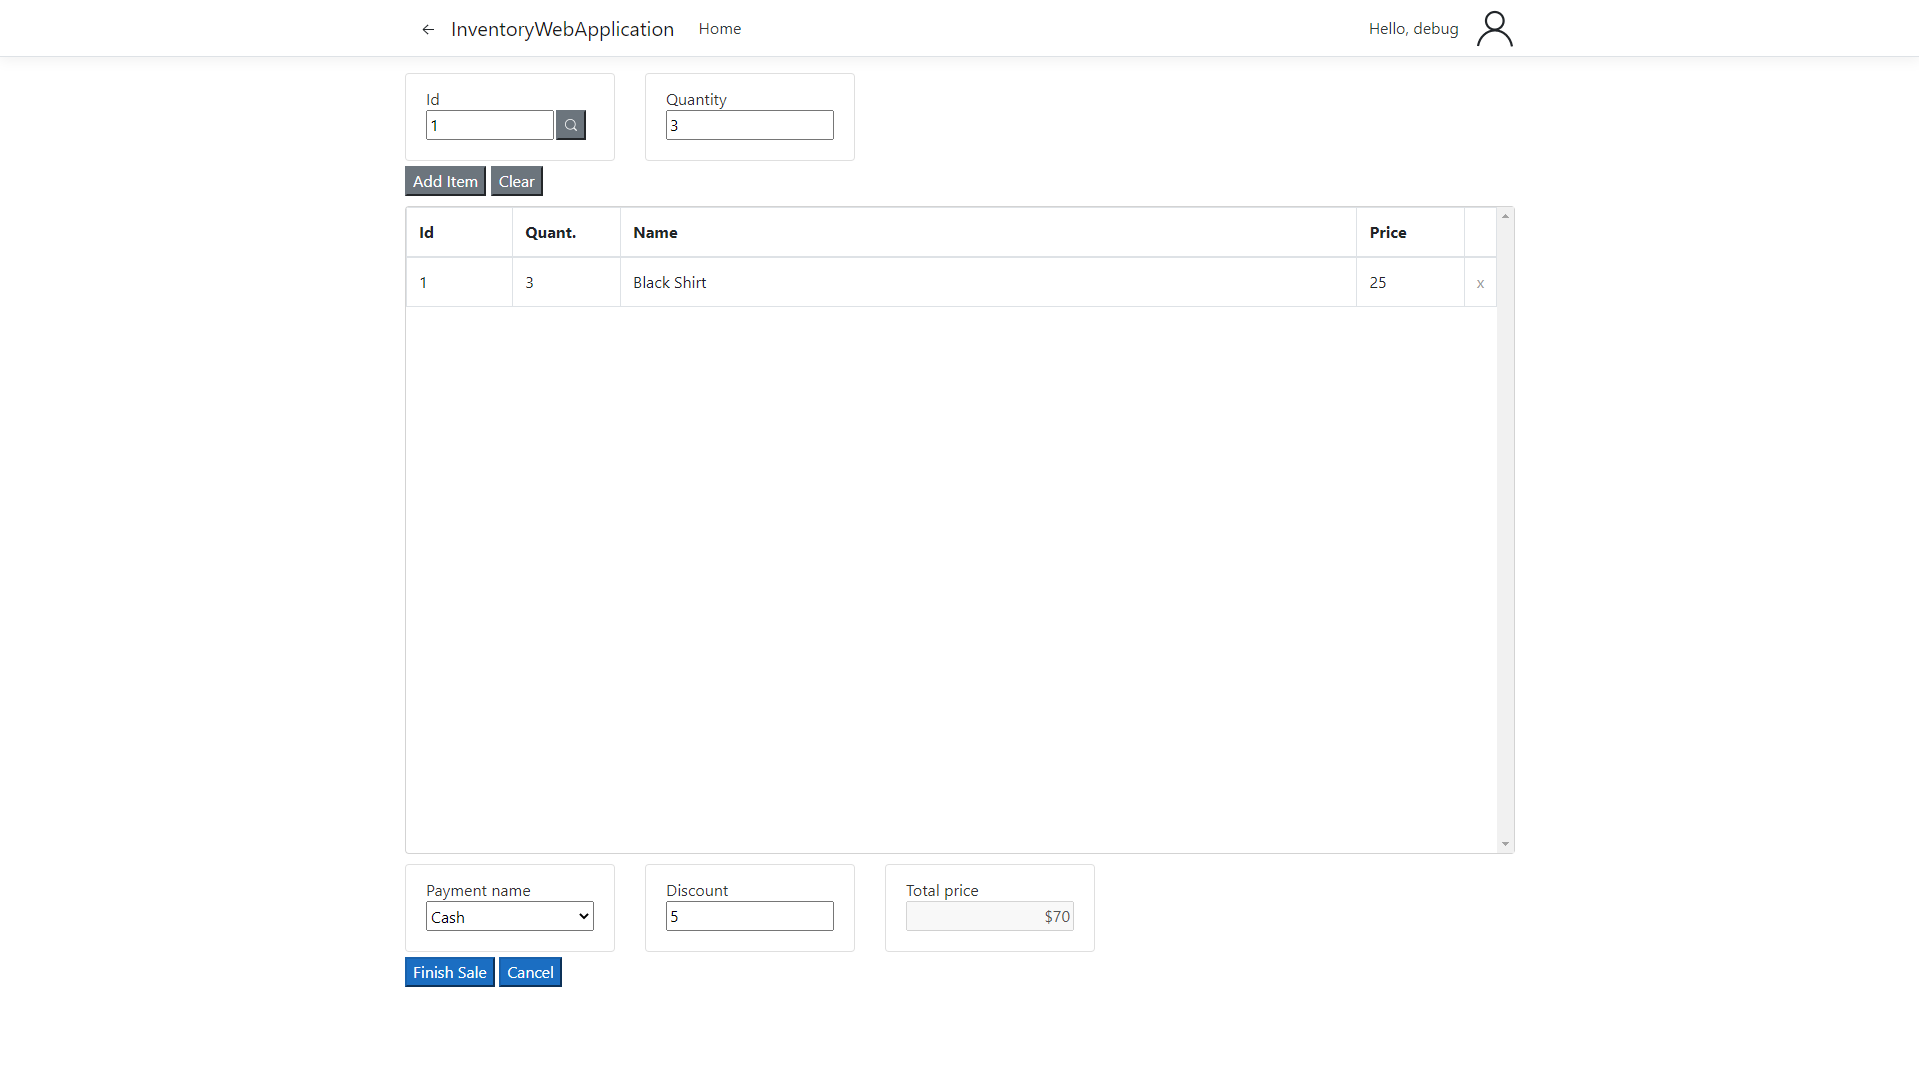 ← InventoryWebApplication Home Hello, debug
Id Quantity
1 3
Add Item Clear
Id Quant. Name Price
1 3 Black Shirt 25 x
Payment name Discount Total price
Cash 5 $70
Finish Sale Cancel